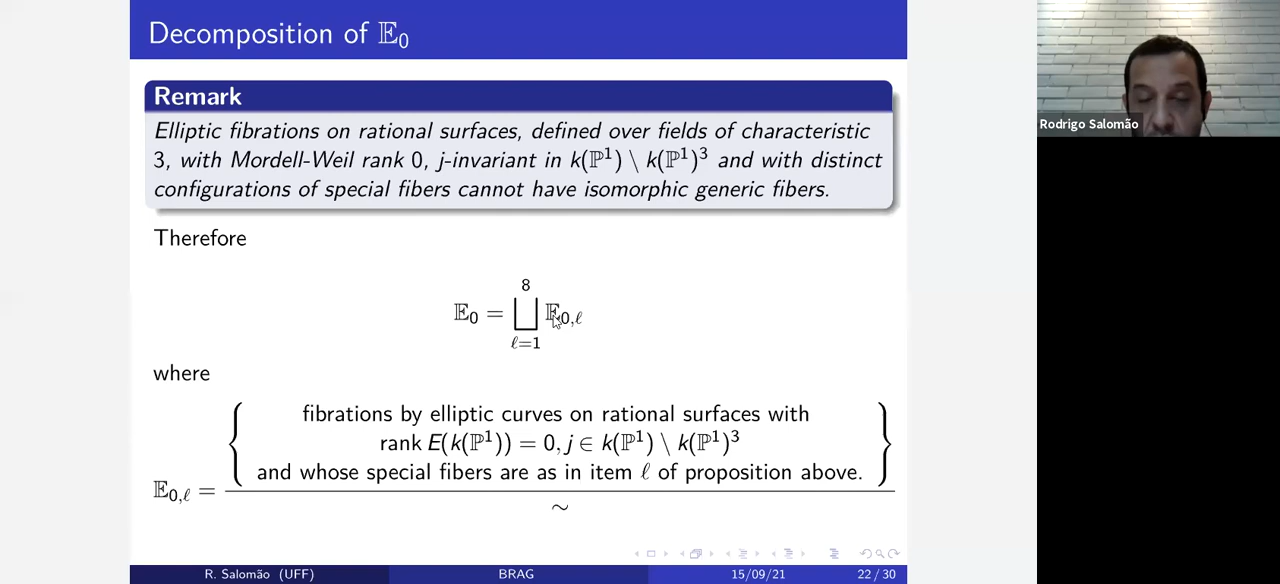 Decomposition of 𝔼₀
Remark
Elliptic fibrations on rational surfaces, defined over fields of characteristic
3, with Mordell-Weil rank 0, j-invariant in k(ℙ¹) \ k(ℙ¹)³ and with distinct
configurations of special fibers cannot have isomorphic generic fibers.
Therefore
8
𝔼₀ = ⨆ 𝔼₀,ℓ
ℓ=1
where
fibrations by elliptic curves on rational surfaces with
rank E(k(ℙ¹)) = 0, j ∈ k(ℙ¹) \ k(ℙ¹)³
and whose special fibers are as in item ℓ of proposition above.
𝔼₀,ℓ =
∼
R. Salomão (UFF) BRAG 15/09/21 22 / 30
Rodrigo Salomão